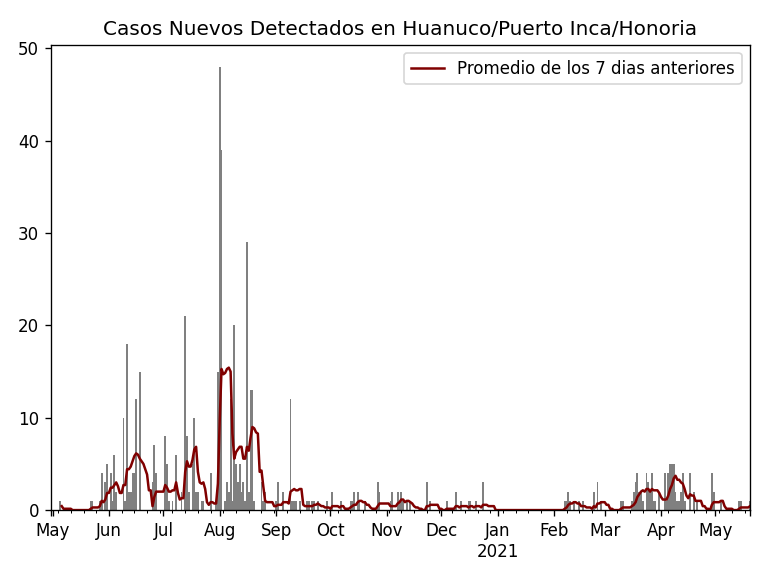 Casos Nuevos Detectados en Huanuco/Puerto Inca/Honoria
Promedio de los 7 dias anteriores
50
40
30
20
10
0
May Jun Jul Aug Sep Oct Nov Dec Jan Feb Mar Apr May
2021